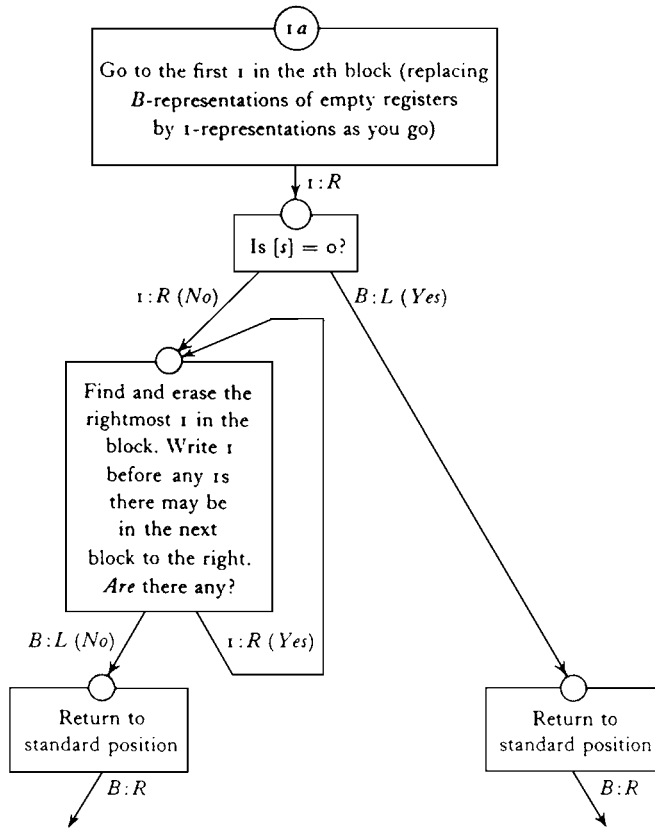 1a
Go to the first 1 in the sth block (replacing
B-representations of empty registers
by 1-representations as you go)
1:R
Is [s] = 0?
1:R (No)
B:L (Yes)
Find and erase the
rightmost 1 in the
block. Write 1
before any 1s
there may be
in the next
block to the right.
Are there any?
B:L (No)
1:R (Yes)
Return to
standard position
B:R
Return to
standard position
B:R